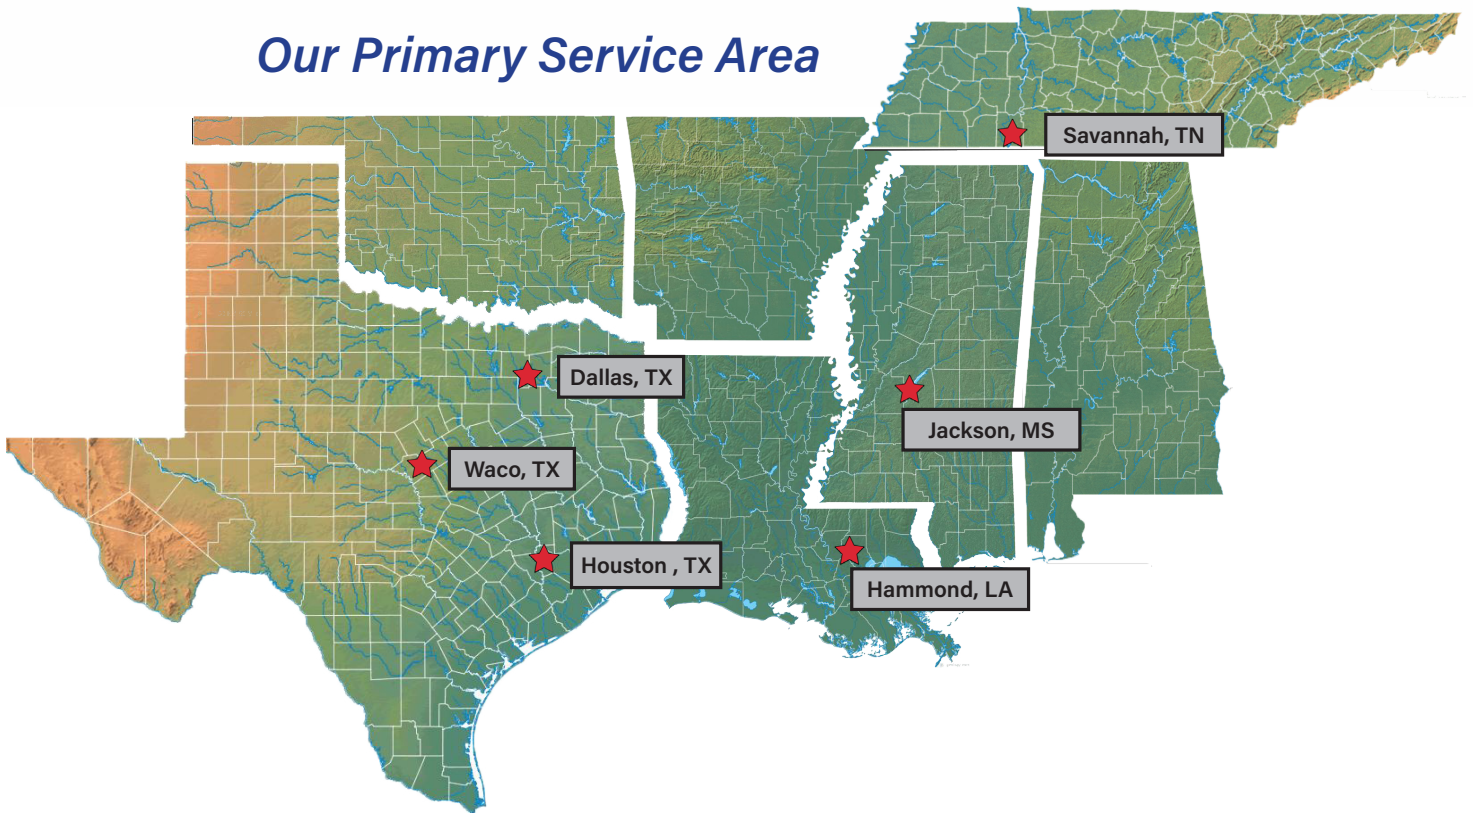 Our Primary Service Area
Savannah, TN
Dallas, TX
Jackson, MS
Waco, TX
Houston , TX
Hammond, LA